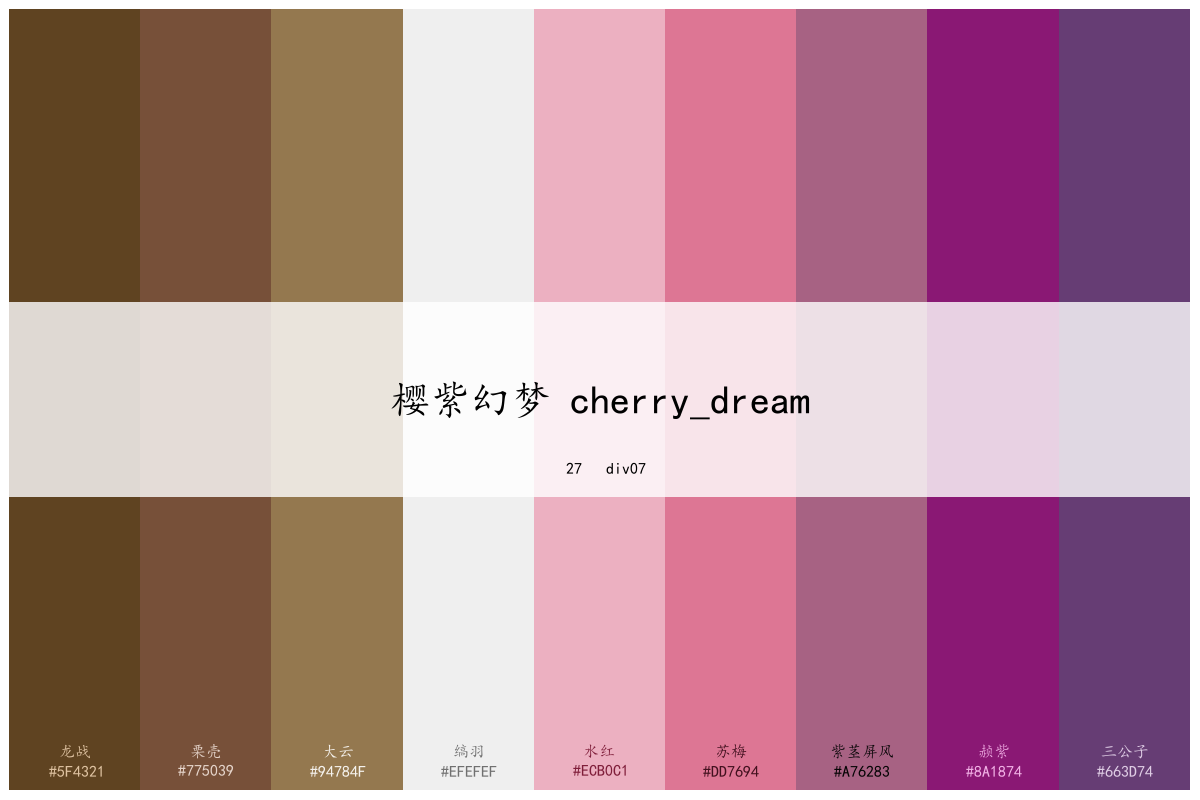 樱紫幻梦 cherry_dream
27 div07
龙战 栗壳 大云 缟羽 水红 苏梅 紫茎屏风 赪紫 三公子
#5F4321 #775039 #94784F #EFEFEF #ECB0C1 #DD7694 #A76283 #8A1874 #663D74